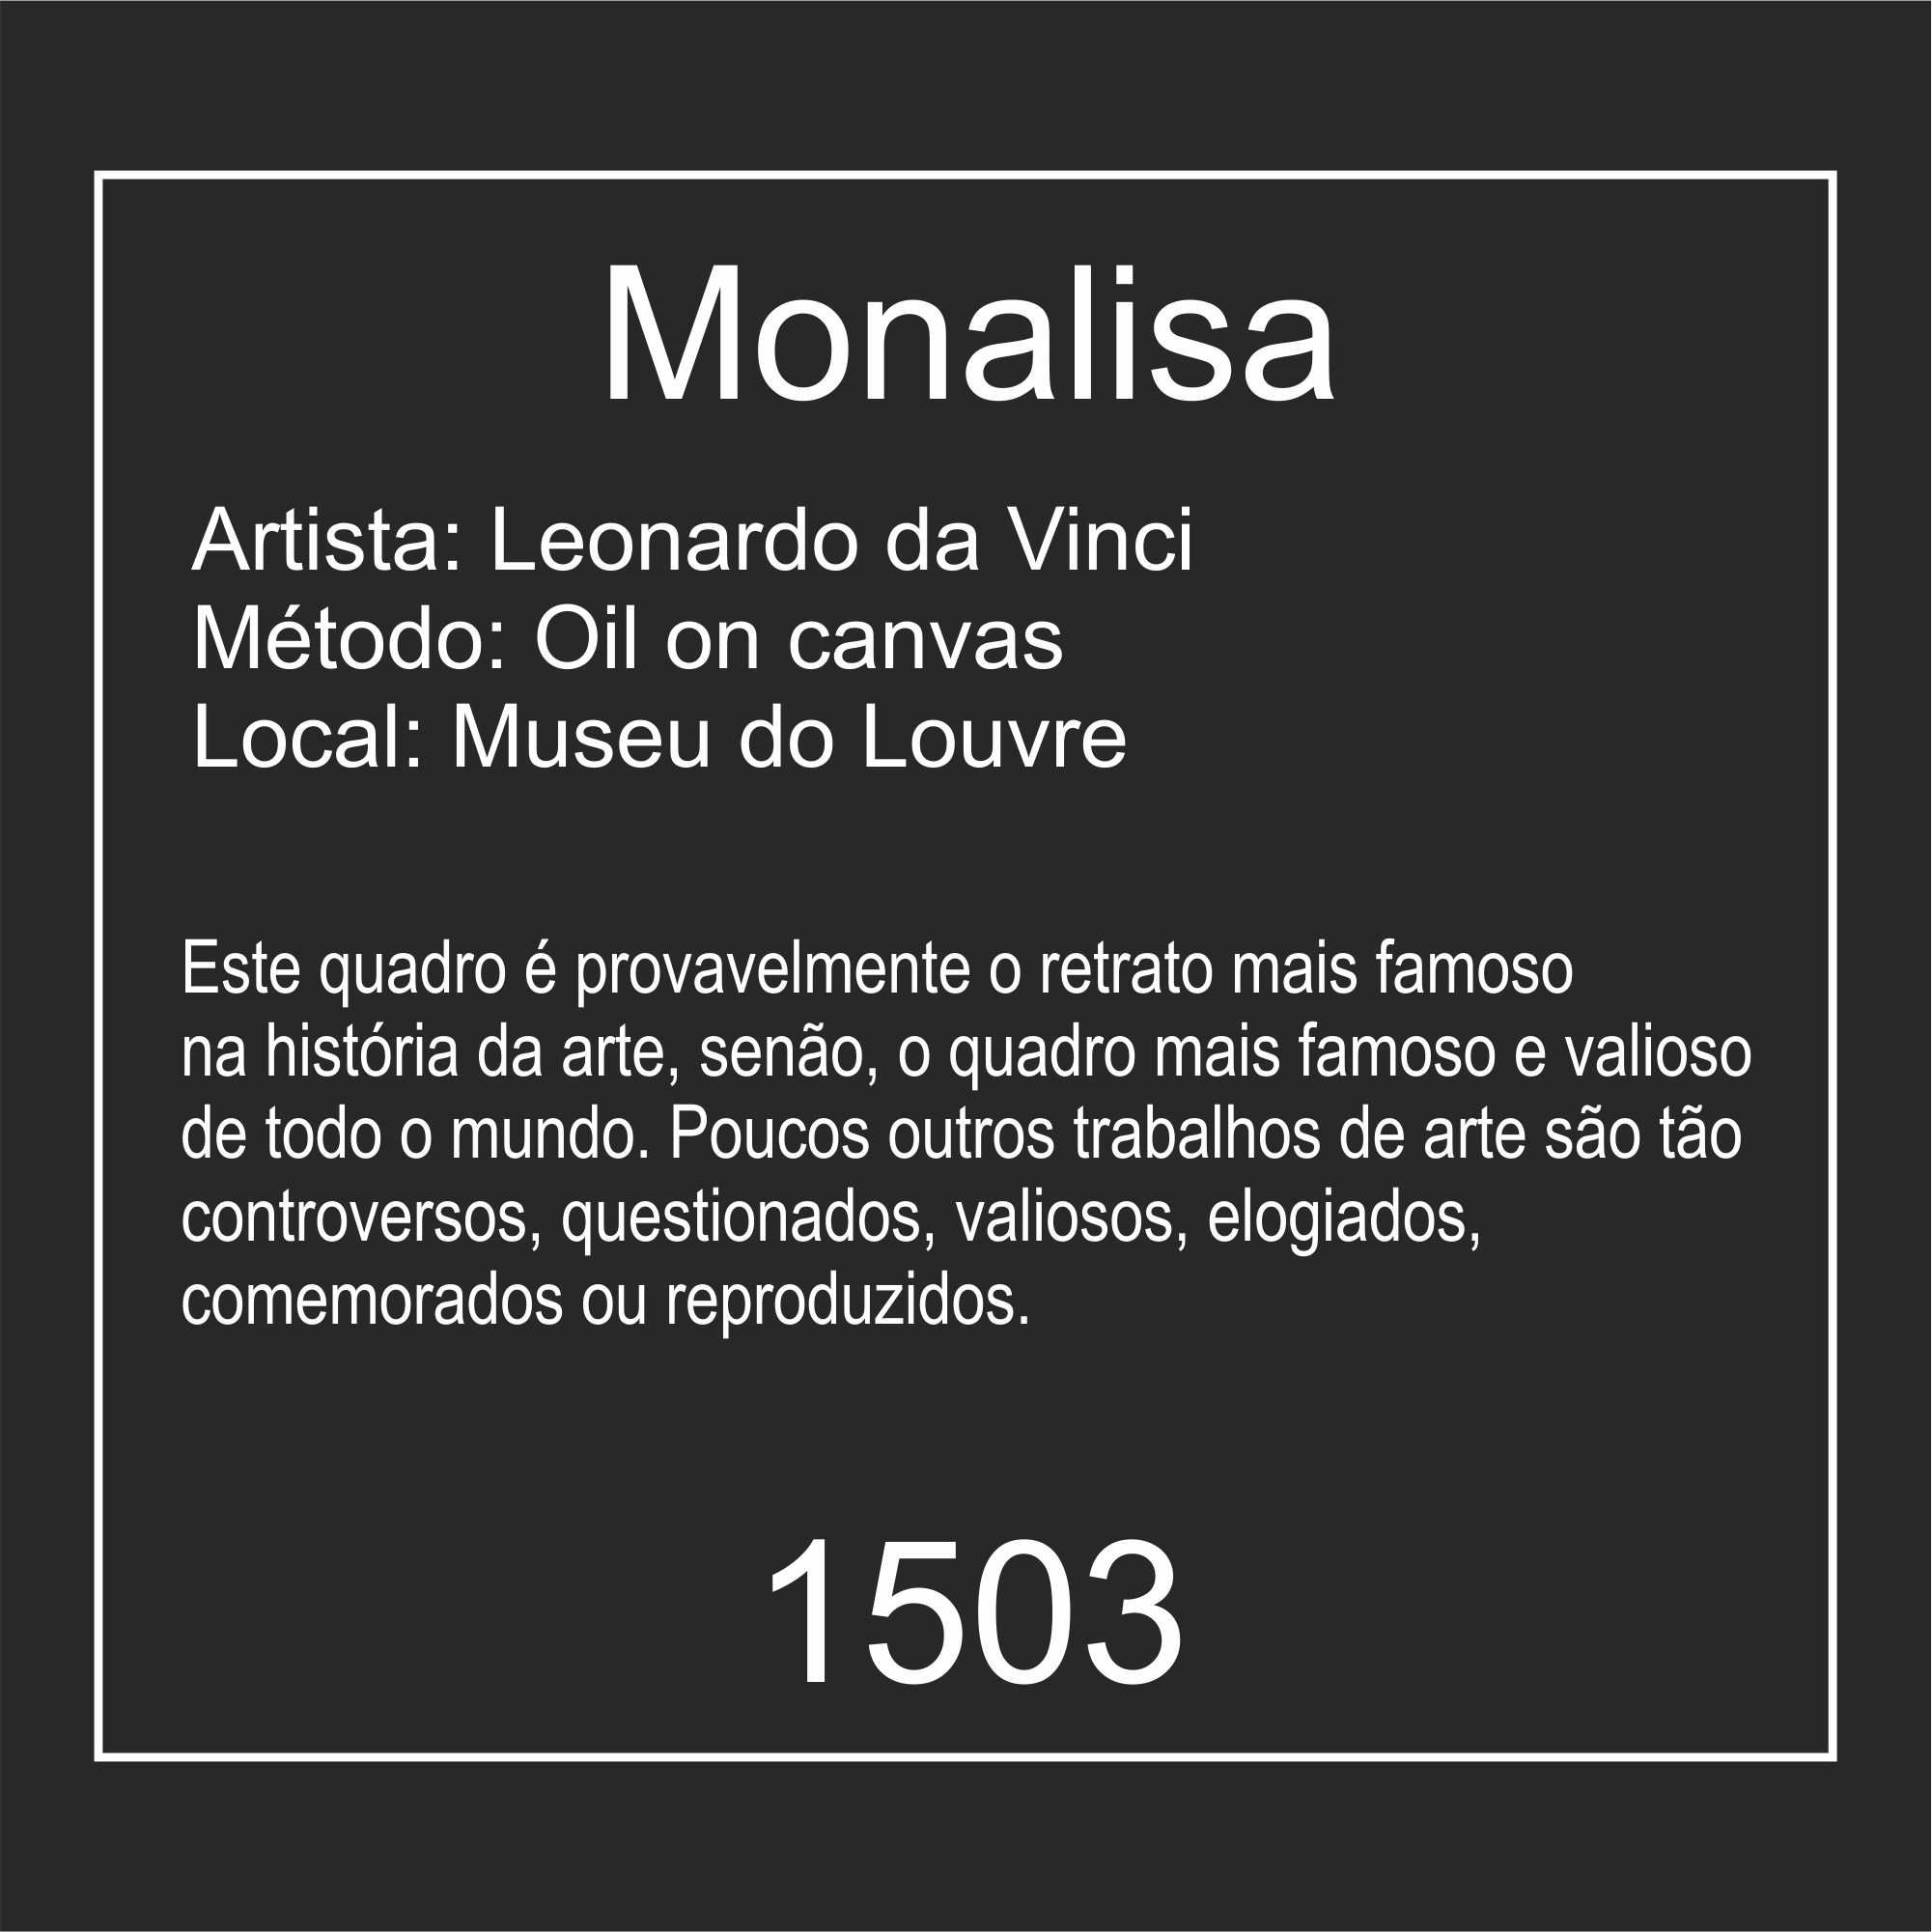 Monalisa
Artista: Leonardo da Vinci
Método: Oil on canvas
Local: Museu do Louvre
Este quadro é provavelmente o retrato mais famoso
na história da arte, senão, o quadro mais famoso e valioso
de todo o mundo. Poucos outros trabalhos de arte são tão
controversos, questionados, valiosos, elogiados,
comemorados ou reproduzidos.
1503